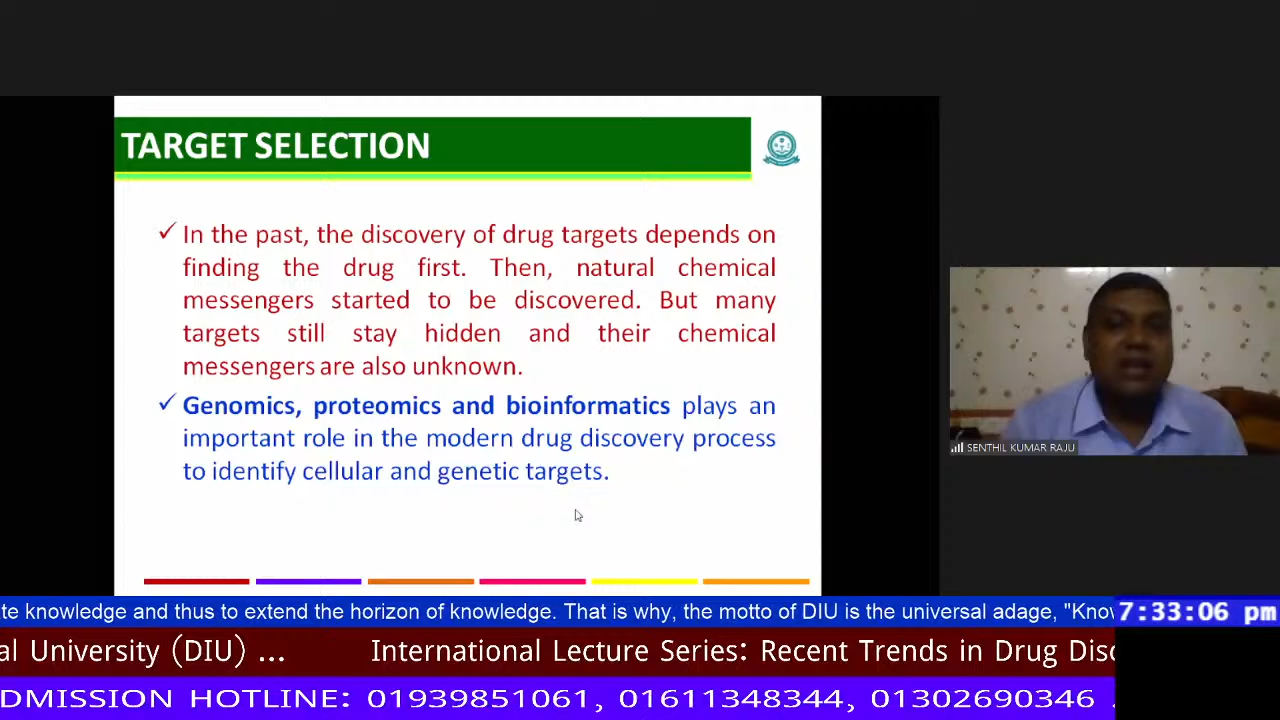 TARGET SELECTION
In the past, the discovery of drug targets depends on
finding the drug first. Then, natural chemical
messengers started to be discovered. But many
targets still stay hidden and their chemical
messengers are also unknown.
Genomics, proteomics and bioinformatics plays an
important role in the modern drug discovery process
to identify cellular and genetic targets.
SENTHIL KUMAR RAJU
te knowledge and thus to extend the horizon of knowledge. That is why, the motto of DIU is the universal adage, "Know
7:33:06 pm
al University (DIU) ... International Lecture Series: Recent Trends in Drug Disc
DMISSION HOTLINE: 01939851061, 01611348344, 01302690346